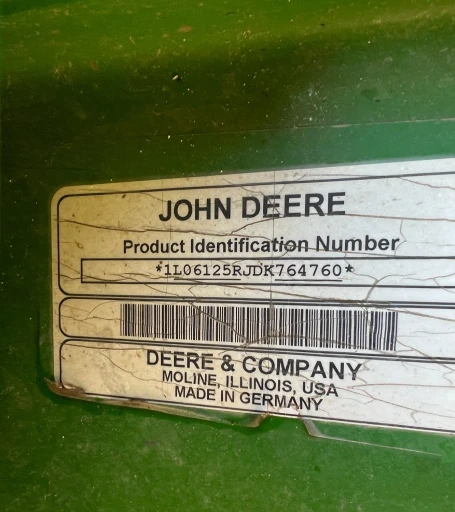 JOHN DEERE
Product Identification Number
*1L06125RJDK764760*
DEERE & COMPANY
MOLINE, ILLINOIS, USA
MADE IN GERMANY